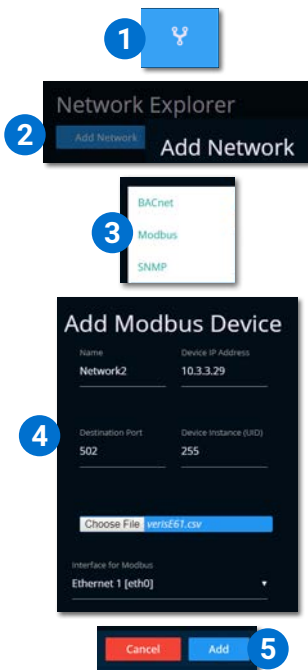 1
Network Explorer
2
Add Network
Add Network
BACnet
3
Modbus
SNMP
Add Modbus Device
Name Device IP Address
Network2 10.3.3.29
4
Destination Port Device Instance (UID)
502 255
Choose File verisE61.csv
Interface for Modbus
Ethernet 1 [eth0]
Cancel Add 5